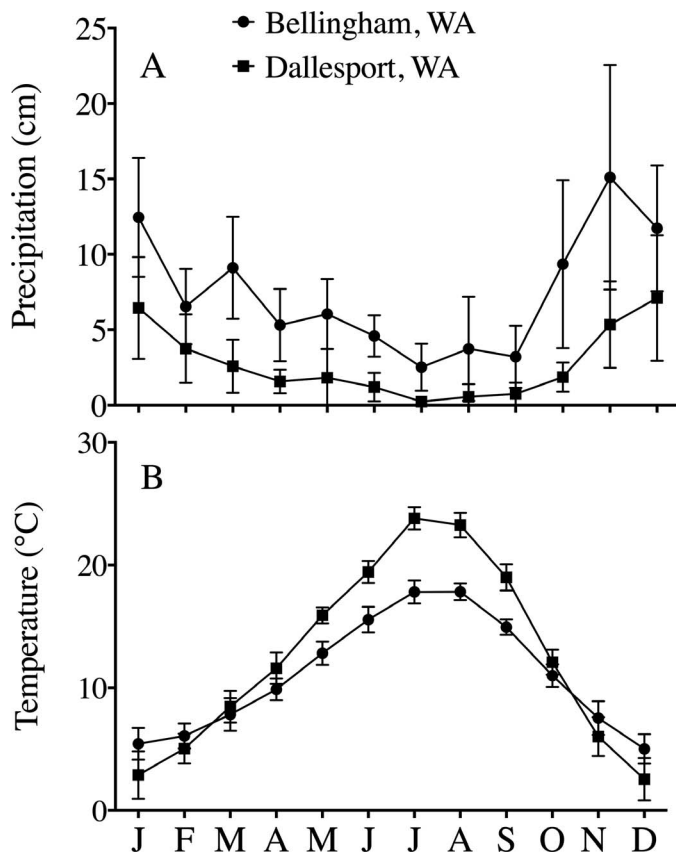 Bellingham, WA
Dallesport, WA
A
Precipitation (cm)
25
20
15
10
5
0
B
Temperature (°C)
30
20
10
0
J F M A M J J A S O N D